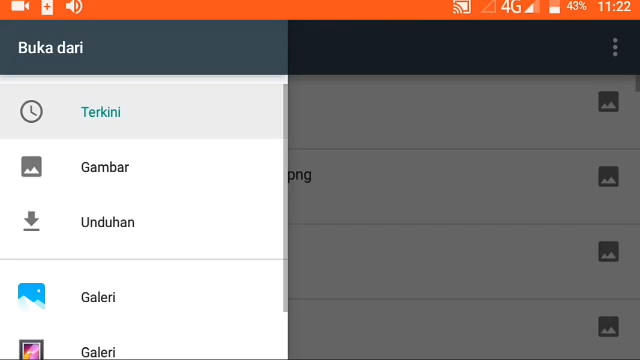 4G 43% 11:22
Buka dari
Terkini
Gambar
png
Unduhan
Galeri
Galeri